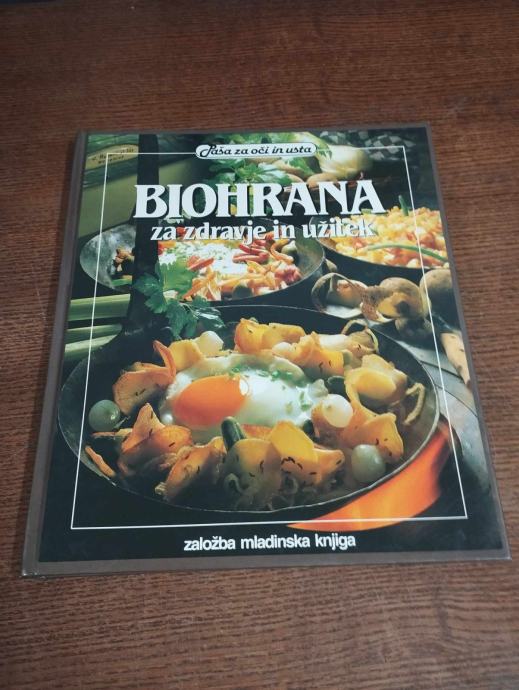 Paša za oči in usta
BIOHRANA
za zdravje in užitek
založba mladinska knjiga